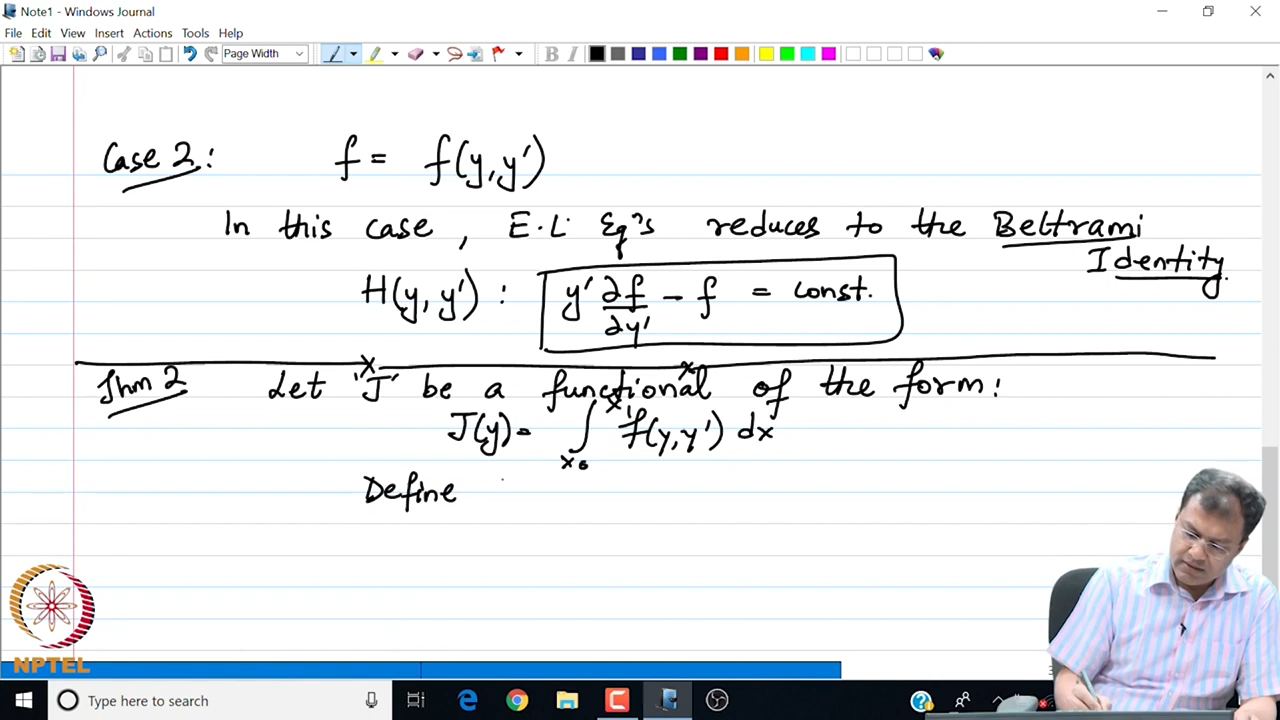 Note1 - Windows Journal
File Edit View Insert Actions Tools Help
Page Width
B I
Case 2: f = f(y,y')
In this case, E.L Eqns reduces to the Beltrami
Identity.
H(y, y') : y' ∂f/∂y' - f = const.
Thm 2 Let 'J' be a functional of the form:
J(y) = ∫_{x0}^{x1} f(y,y') dx
Define
NPTEL
Type here to search